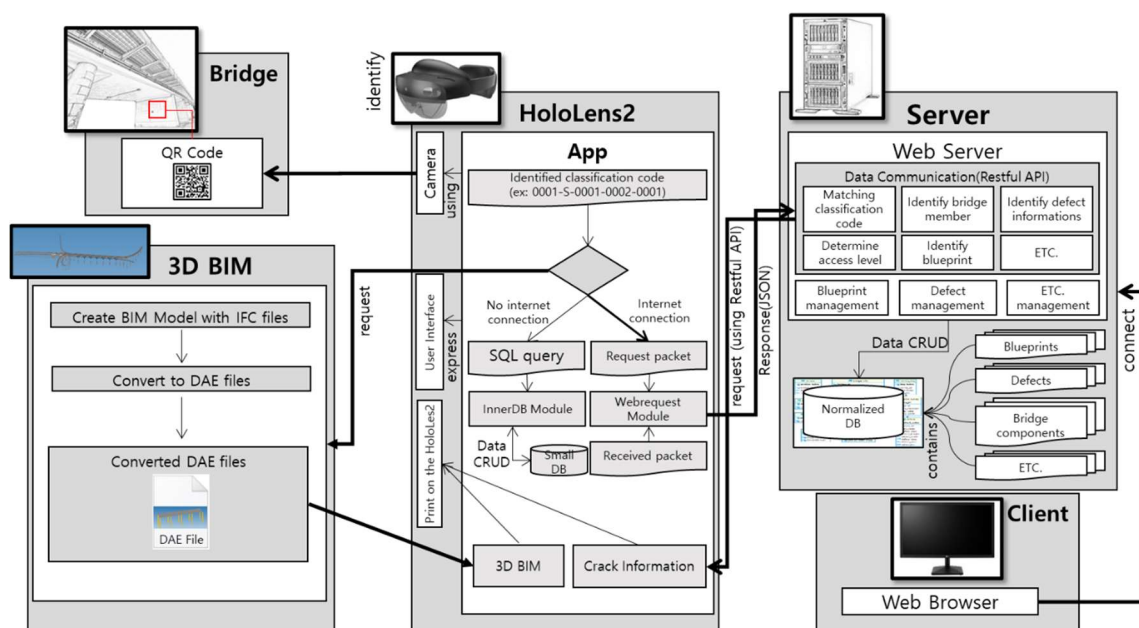 Bridge
QR Code
identify
HoloLens2
App
Identified classification code
(ex: 0001-S-0001-0002-0001)
Camera
using
User Interface
express
Print on the HoloLes2
No internet
connection
Internet
connection
SQL query
Request packet
InnerDB Module
Webrequest
Module
Data
CRUD
Small
DB
Received packet
3D BIM
Crack Information
request
3D BIM
Create BIM Model with IFC files
Convert to DAE files
Converted DAE files
DAE File
request (using Restful API)
Response(JSON)
Server
Web Server
Data Communication(Restful API)
Matching
classification
code
Identify bridge
member
Identify defect
informations
Determine
access level
Identify
blueprint
ETC.
Blueprint
management
Defect
management
ETC.
management
Data CRUD
Normalized
DB
contains
Blueprints
Defects
Bridge
components
ETC.
connect
Client
Web Browser